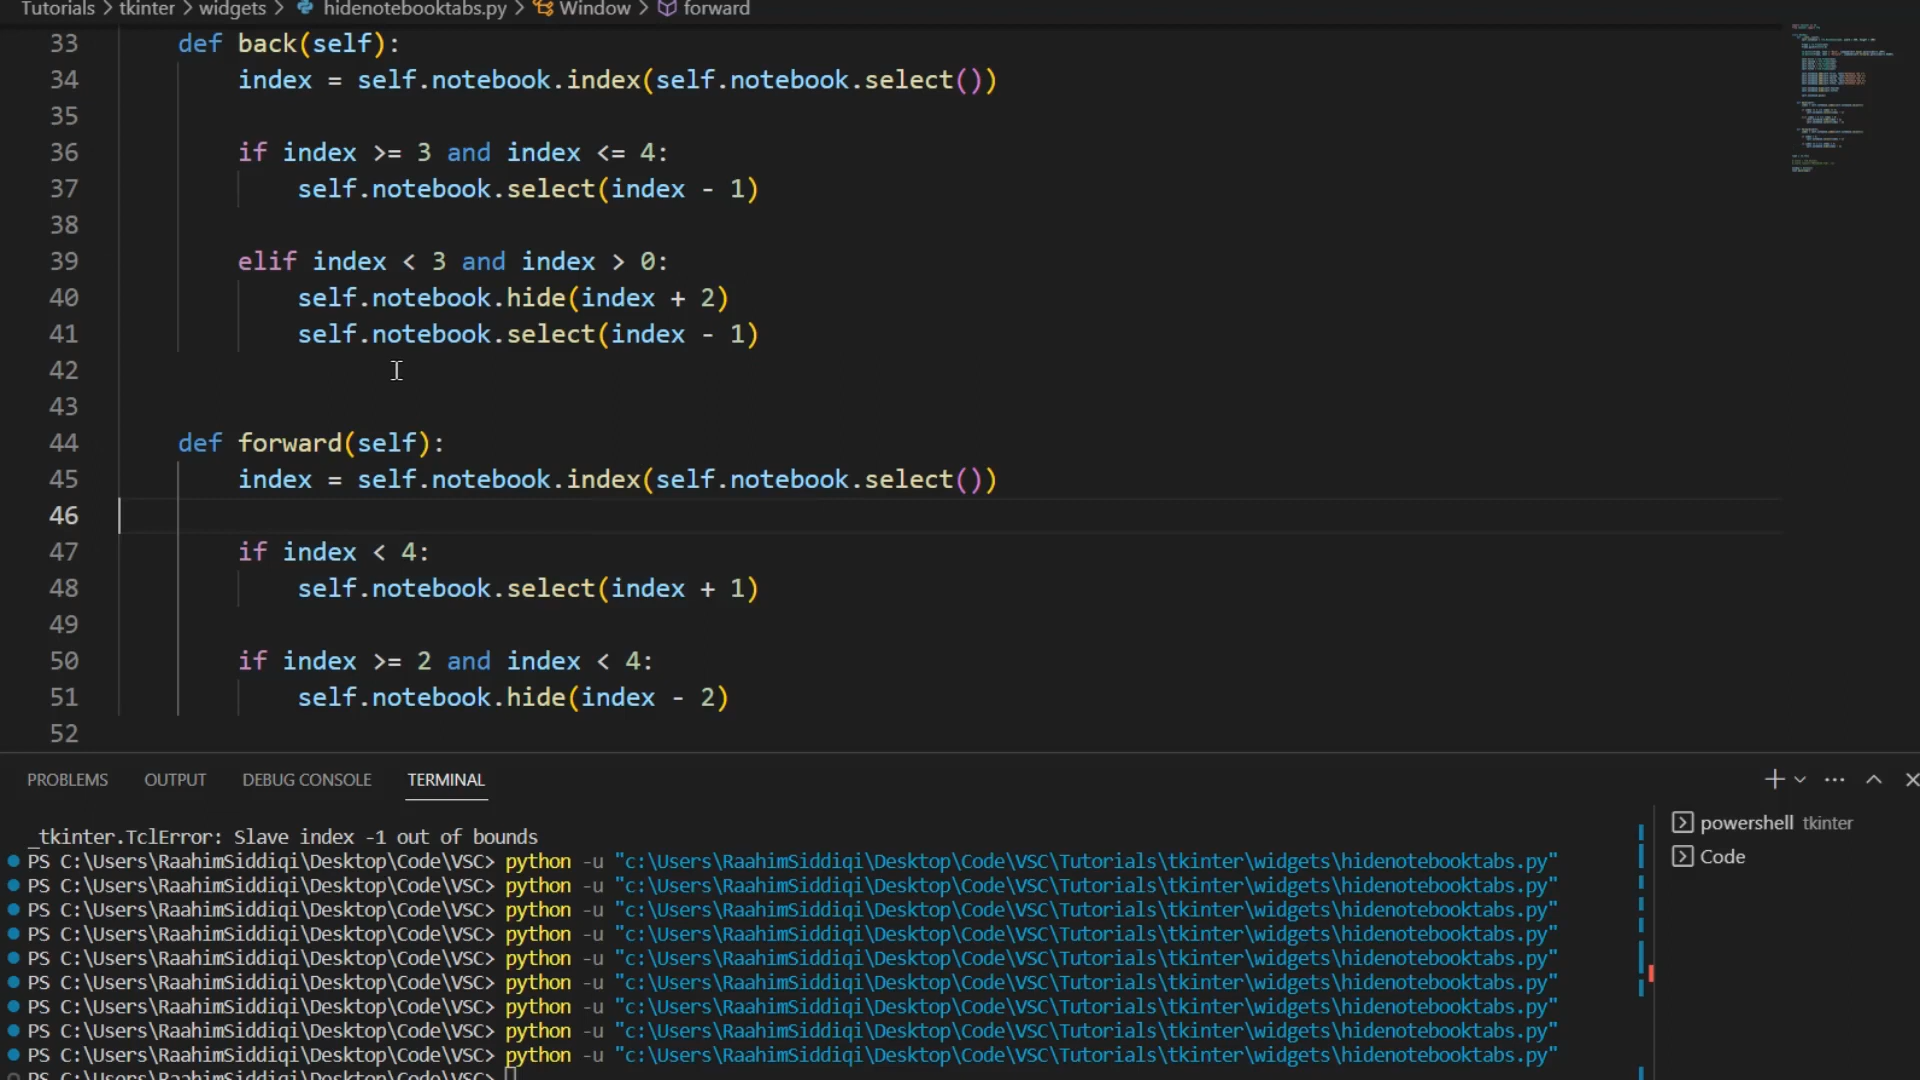 Tutorials > tkinter > widgets > hidenotebooktabs.py > Window > forward
33 def back(self):
34 index = self.notebook.index(self.notebook.select())
35
36 if index >= 3 and index <= 4:
37 self.notebook.select(index - 1)
38
39 elif index < 3 and index > 0:
40 self.notebook.hide(index + 2)
41 self.notebook.select(index - 1)
42
43
44 def forward(self):
45 index = self.notebook.index(self.notebook.select())
46
47 if index < 4:
48 self.notebook.select(index + 1)
49
50 if index >= 2 and index < 4:
51 self.notebook.hide(index - 2)
52
PROBLEMS OUTPUT DEBUG CONSOLE TERMINAL
_tkinter.TclError: Slave index -1 out of bounds
PS C:\Users\RaahimSiddiqi\Desktop\Code\VSC> python -u "c:\Users\RaahimSiddiqi\Desktop\Code\VSC\Tutorials\tkinter\widgets\hidenotebooktabs.py"
PS C:\Users\RaahimSiddiqi\Desktop\Code\VSC> python -u "c:\Users\RaahimSiddiqi\Desktop\Code\VSC\Tutorials\tkinter\widgets\hidenotebooktabs.py"
PS C:\Users\RaahimSiddiqi\Desktop\Code\VSC> python -u "c:\Users\RaahimSiddiqi\Desktop\Code\VSC\Tutorials\tkinter\widgets\hidenotebooktabs.py"
PS C:\Users\RaahimSiddiqi\Desktop\Code\VSC> python -u "c:\Users\RaahimSiddiqi\Desktop\Code\VSC\Tutorials\tkinter\widgets\hidenotebooktabs.py"
PS C:\Users\RaahimSiddiqi\Desktop\Code\VSC> python -u "c:\Users\RaahimSiddiqi\Desktop\Code\VSC\Tutorials\tkinter\widgets\hidenotebooktabs.py"
PS C:\Users\RaahimSiddiqi\Desktop\Code\VSC> python -u "c:\Users\RaahimSiddiqi\Desktop\Code\VSC\Tutorials\tkinter\widgets\hidenotebooktabs.py"
PS C:\Users\RaahimSiddiqi\Desktop\Code\VSC> python -u "c:\Users\RaahimSiddiqi\Desktop\Code\VSC\Tutorials\tkinter\widgets\hidenotebooktabs.py"
PS C:\Users\RaahimSiddiqi\Desktop\Code\VSC> python -u "c:\Users\RaahimSiddiqi\Desktop\Code\VSC\Tutorials\tkinter\widgets\hidenotebooktabs.py"
PS C:\Users\RaahimSiddiqi\Desktop\Code\VSC> python -u "c:\Users\RaahimSiddiqi\Desktop\Code\VSC\Tutorials\tkinter\widgets\hidenotebooktabs.py"
PS C:\Users\RaahimSiddiqi\Desktop\Code\VSC>
powershell tkinter
Code